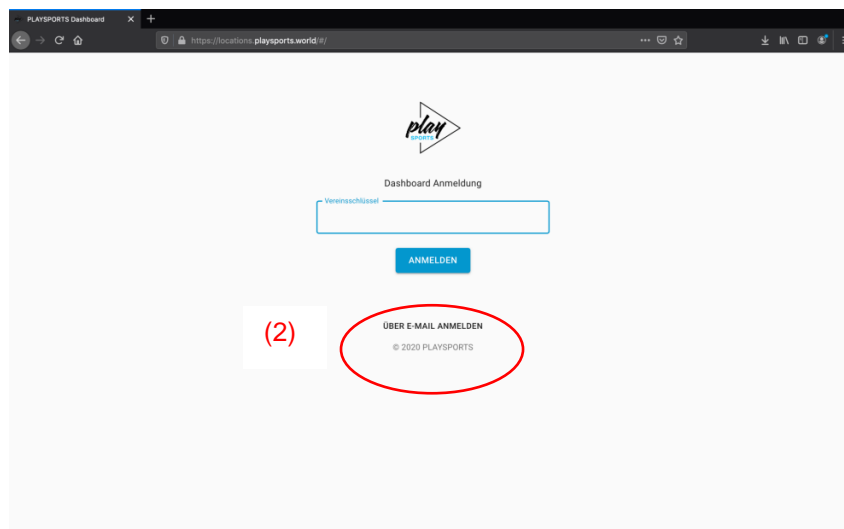 PLAYSPORTS Dashboard
https://locations.playsports.world/#/
play
SPORTS
Dashboard Anmeldung
Vereinsschlüssel
ANMELDEN
(2)
ÜBER E-MAIL ANMELDEN
© 2020 PLAYSPORTS